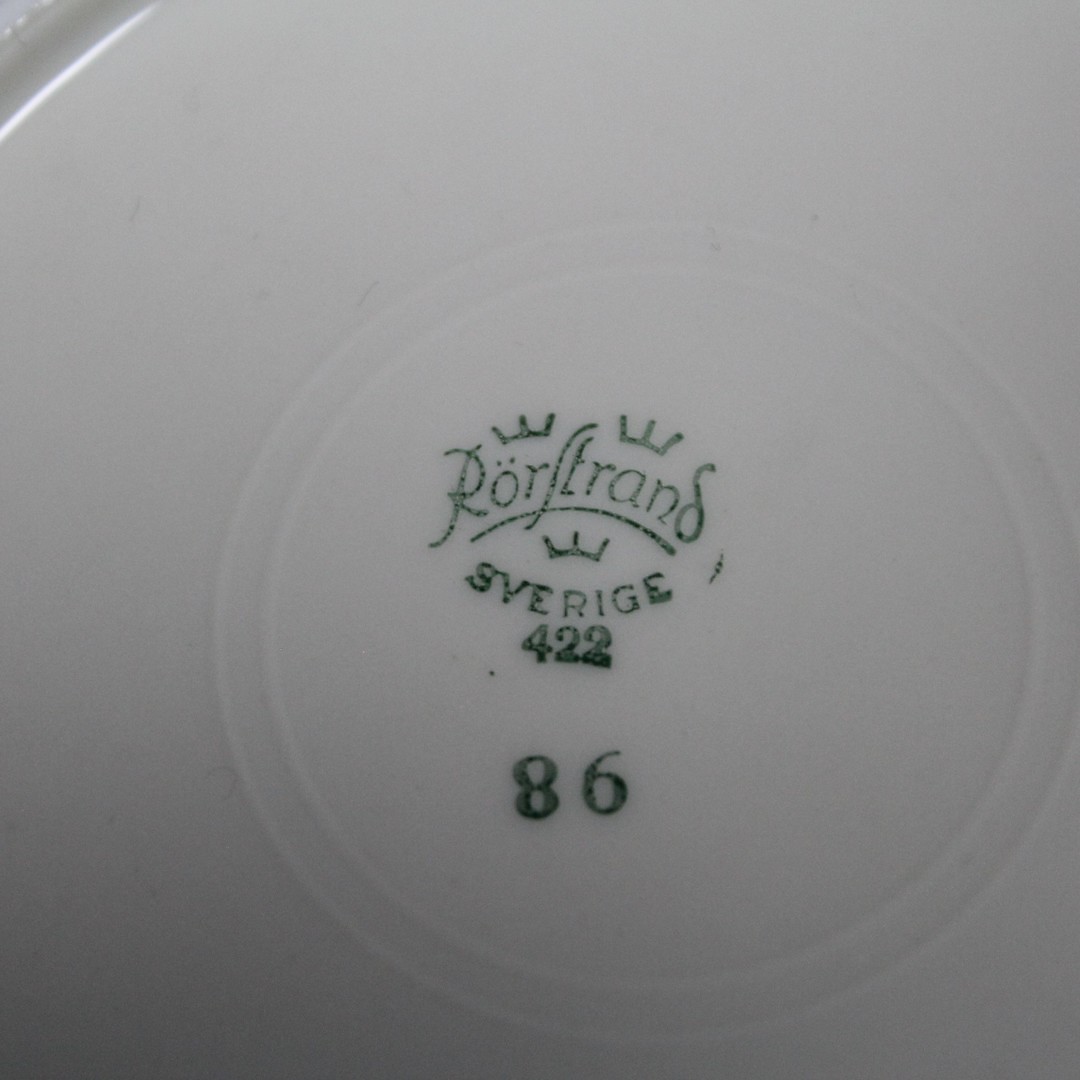 Rörstrand
SVERIGE
422
86